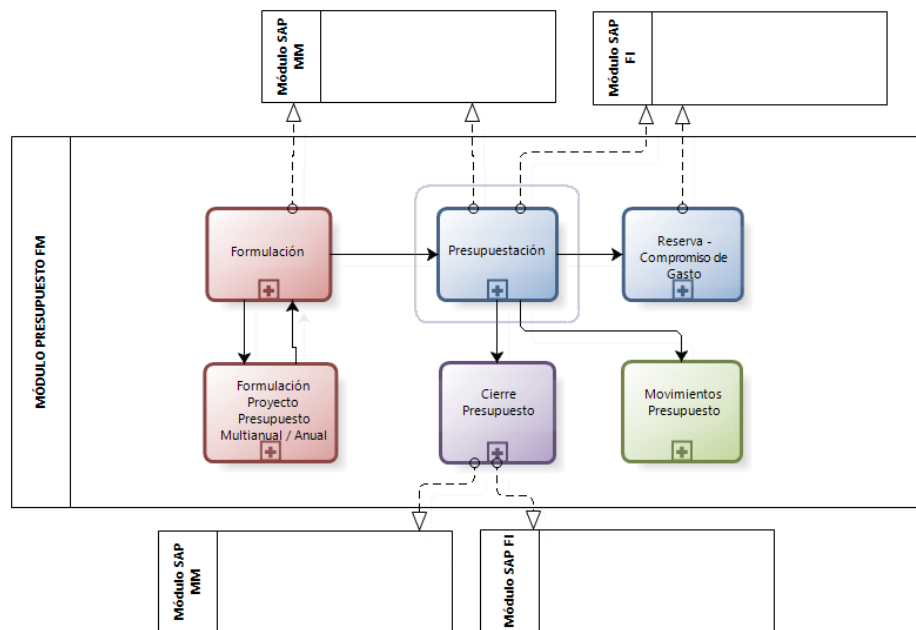 Módulo SAP
MM
Módulo SAP
FI
MÓDULO PRESUPUESTO FM
Formulación
Presupuestación
Reserva -
Compromiso de
Gasto
Formulación
Proyecto
Presupuesto
Multianual / Anual
Cierre
Presupuesto
Movimientos
Presupuesto
Módulo SAP
MM
Módulo SAP FI